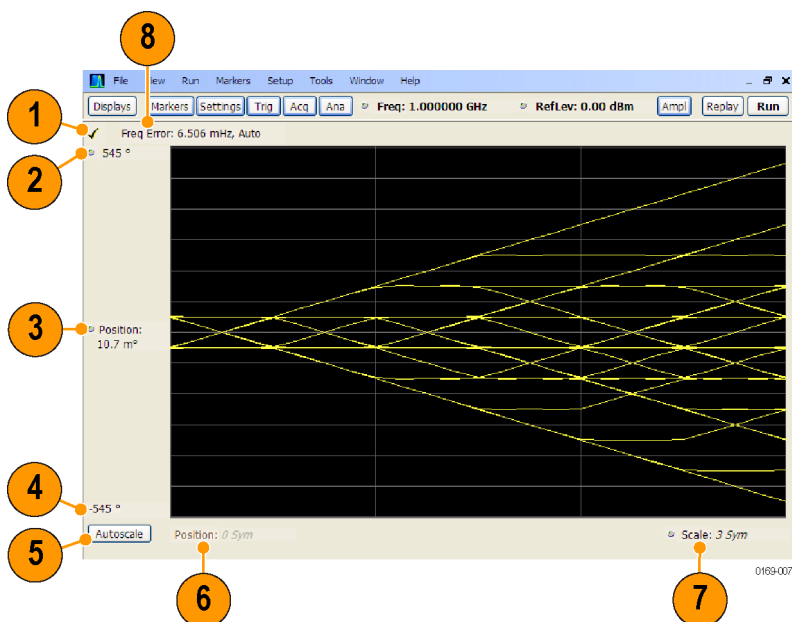 8
File View Run Markers Setup Tools Window Help
Displays Markers Settings Trig Acq Ana Freq: 1.000000 GHz RefLev: 0.00 dBm Ampl Replay Run
1
Freq Error: 6.506 mHz, Auto
545 °
2
3
Position:
10.7 m°
4
-545 °
Autoscale Position: 0 Sym Scale: 3 Sym
5
0169-007
6
7